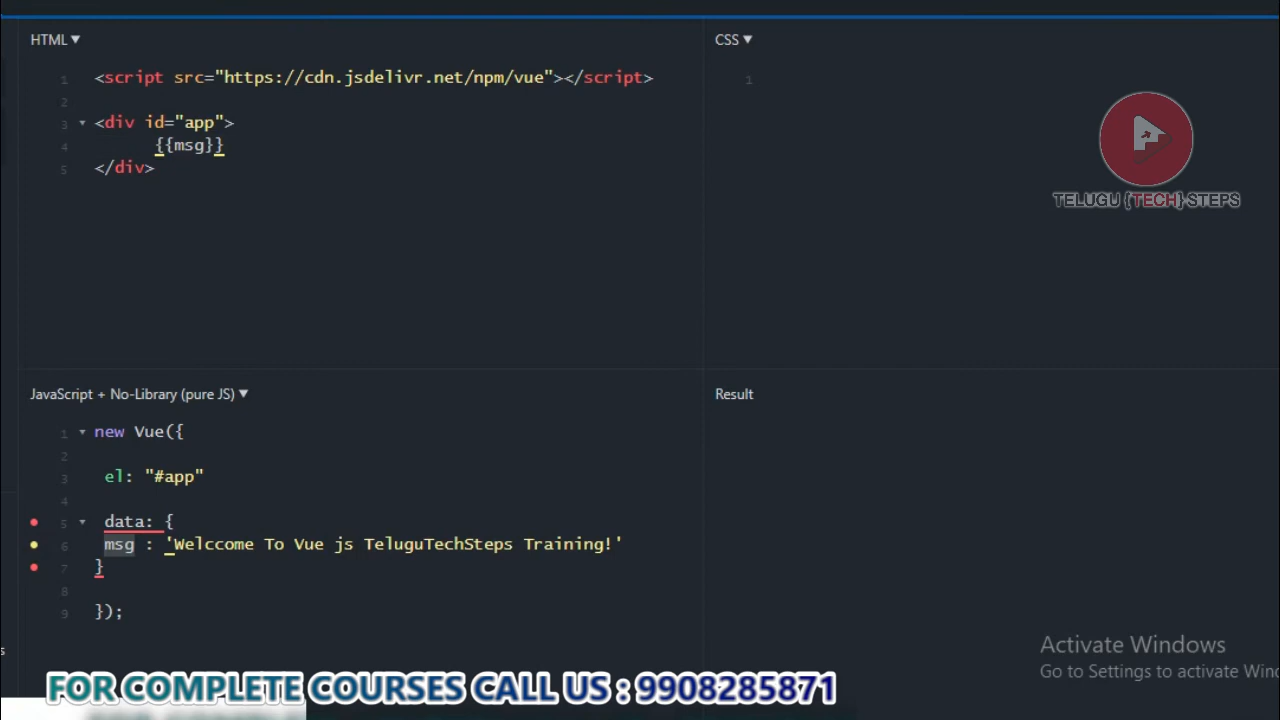 HTML ▼
CSS ▼
1 <script src="https://cdn.jsdelivr.net/npm/vue"></script>
2
3 <div id="app">
4 {{msg}}
5 </div>
1
TELUGU {TECH} STEPS
JavaScript + No-Library (pure JS) ▼
Result
1 new Vue({
2
3 el: "#app"
4
5 data: {
6 msg : 'Welccome To Vue js TeluguTechSteps Training!'
7 }
8
9 });
Activate Windows
Go to Settings to activate Win
FOR COMPLETE COURSES CALL US : 9908285871